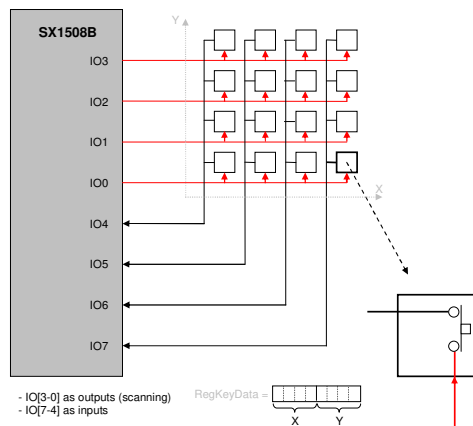 SX1508B
Y
IO3
IO2
IO1
IO0
X
IO4
IO5
IO6
IO7
- IO[3-0] as outputs (scanning)
- IO[7-4] as inputs
RegKeyData =
X Y